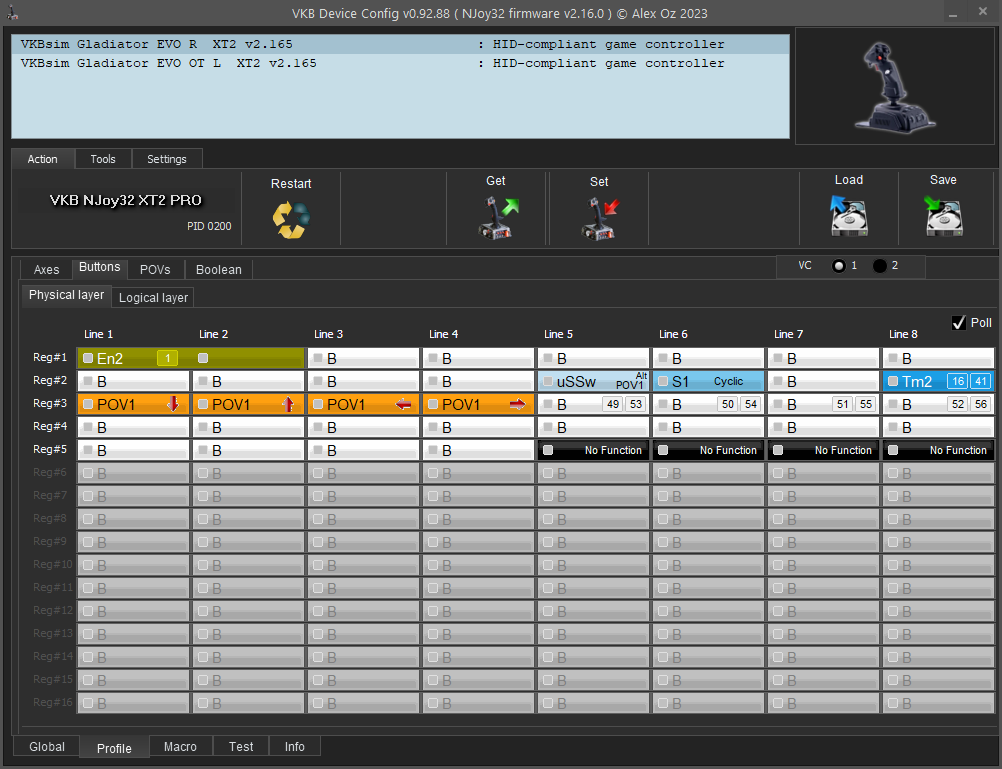 VKB Device Config v0.92.88 ( NJoy32 firmware v2.16.0 ) © Alex Oz 2023
VKBsim Gladiator EVO R XT2 v2.165 : HID-compliant game controller
VKBsim Gladiator EVO OT L XT2 v2.165 : HID-compliant game controller
Action Tools Settings
VKB NJoy32 XT2 PRO
PID 0200
Restart
Get
Set
Load
Save
Axes Buttons POVs Boolean
VC 1 2
Physical layer Logical layer
Poll
Line 1 Line 2 Line 3 Line 4 Line 5 Line 6 Line 7 Line 8
Reg#1 En2 1 B B B B B B
Reg#2 B B B B uSSw Alt POV1 S1 Cyclic B Tm2 16 41
Reg#3 POV1 POV1 POV1 POV1 B 49 53 B 50 54 B 51 55 B 52 56
Reg#4 B B B B B B B B
Reg#5 B B B B No Function No Function No Function No Function
Reg#6 B B B B B B B B
Reg#7 B B B B B B B B
Reg#8 B B B B B B B B
Reg#9 B B B B B B B B
Reg#10 B B B B B B B B
Reg#11 B B B B B B B B
Reg#12 B B B B B B B B
Reg#13 B B B B B B B B
Reg#14 B B B B B B B B
Reg#15 B B B B B B B B
Reg#16 B B B B B B B B
Global Profile Macro Test Info